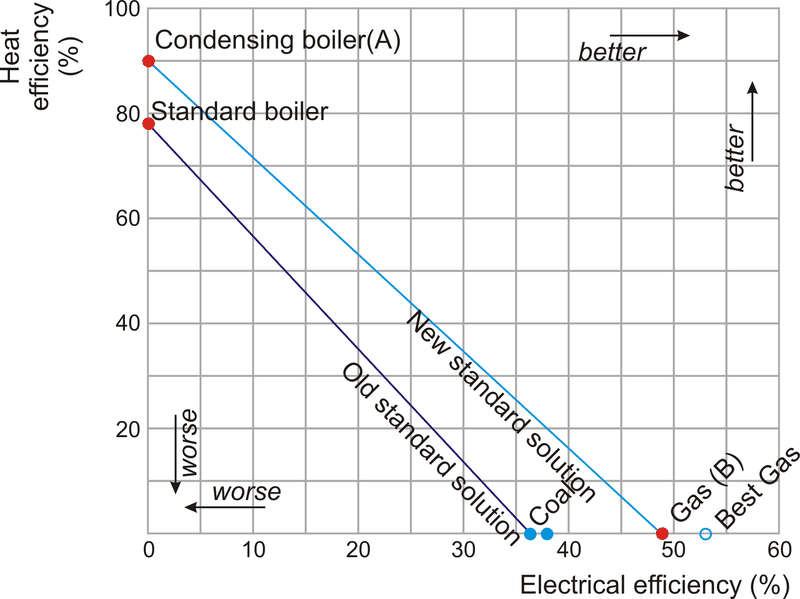 Heat
efficiency
(%)
100
80
60
40
20
Condensing boiler(A)
Standard boiler
better
better
New standard solution
Old standard solution
worse
worse
Coal
Gas (B)
Best Gas
0 10 20 30 40 50 60
Electrical efficiency (%)